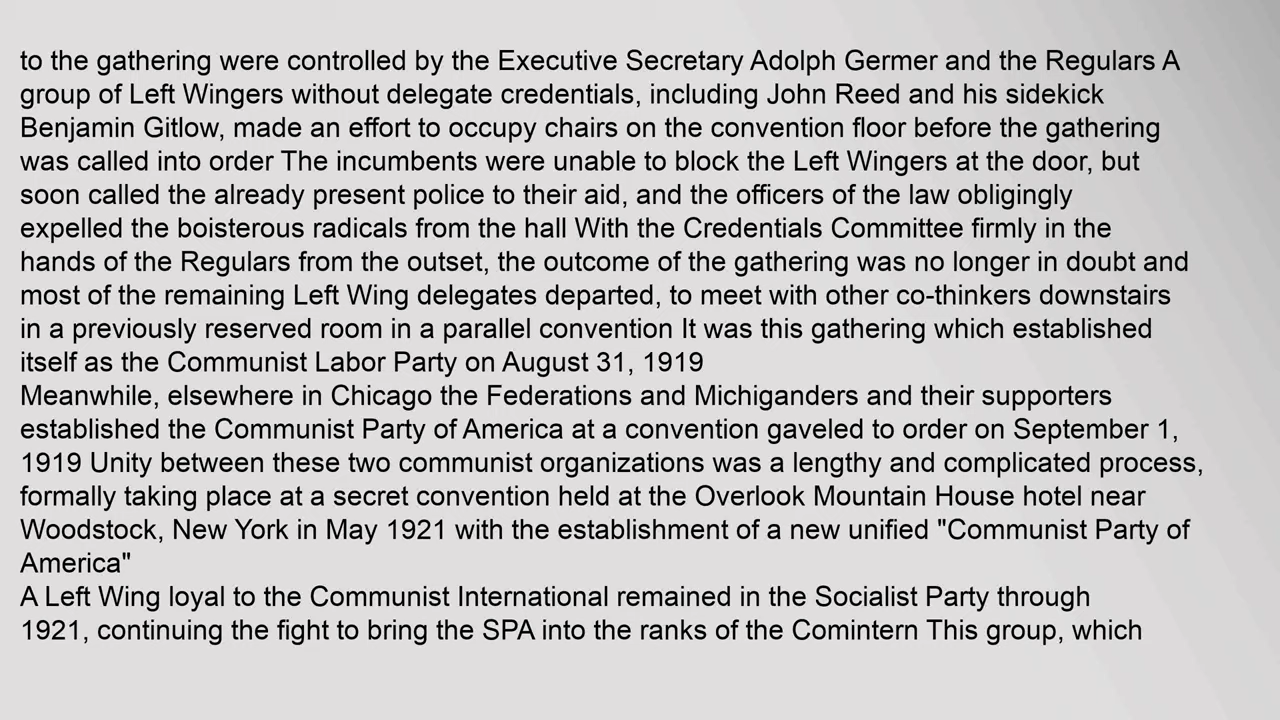 to the gathering were controlled by the Executive Secretary Adolph Germer and the Regulars A
group of Left Wingers without delegate credentials, including John Reed and his sidekick
Benjamin Gitlow, made an effort to occupy chairs on the convention floor before the gathering
was called into order The incumbents were unable to block the Left Wingers at the door, but
soon called the already present police to their aid, and the officers of the law obligingly
expelled the boisterous radicals from the hall With the Credentials Committee firmly in the
hands of the Regulars from the outset, the outcome of the gathering was no longer in doubt and
most of the remaining Left Wing delegates departed, to meet with other co-thinkers downstairs
in a previously reserved room in a parallel convention It was this gathering which established
itself as the Communist Labor Party on August 31, 1919
Meanwhile, elsewhere in Chicago the Federations and Michiganders and their supporters
established the Communist Party of America at a convention gaveled to order on September 1,
1919 Unity between these two communist organizations was a lengthy and complicated process,
formally taking place at a secret convention held at the Overlook Mountain House hotel near
Woodstock, New York in May 1921 with the establishment of a new unified "Communist Party of
America"
A Left Wing loyal to the Communist International remained in the Socialist Party through
1921, continuing the fight to bring the SPA into the ranks of the Comintern This group, which